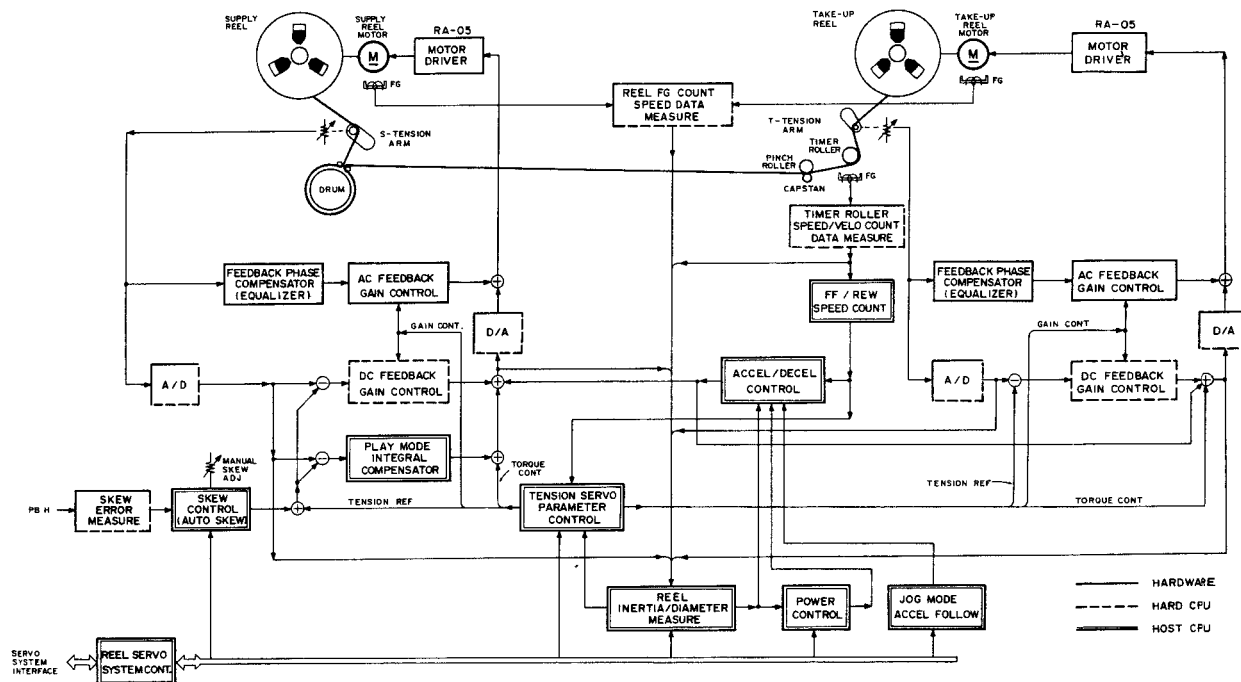 SUPPLY
REEL
SUPPLY
REEL
MOTOR
M
FG
RA-05
MOTOR
DRIVER
TAKE-UP
REEL
TAKE-UP
REEL
MOTOR
M
FG
RA-05
MOTOR
DRIVER
REEL FG COUNT
SPEED DATA
MEASURE
S-TENSION
ARM
T-TENSION
ARM
TIMER
ROLLER
PINCH
ROLLER
CAPSTAN
FG
DRUM
TIMER ROLLER
SPEED/VELO COUNT
DATA MEASURE
FEEDBACK PHASE
COMPENSATOR
(EQUALIZER)
AC FEEDBACK
GAIN CONTROL
FF / REW
SPEED COUNT
FEEDBACK PHASE
COMPENSATOR
(EQUALIZER)
AC FEEDBACK
GAIN CONTROL
GAIN CONT.
D/A
GAIN CONT
D/A
A/D
DC FEEDBACK
GAIN CONTROL
ACCEL/DECEL
CONTROL
A/D
DC FEEDBACK
GAIN CONTROL
PLAY MODE
INTEGRAL
COMPENSATOR
MANUAL
SKEW
ADJ
TORQUE
CONT
TENSION REF
PB H
SKEW
ERROR
MEASURE
SKEW
CONTROL
(AUTO SKEW)
TENSION REF
TENSION SERVO
PARAMETER
CONTROL
TORQUE CONT
REEL
INERTIA/DIAMETER
MEASURE
POWER
CONTROL
JOG MODE
ACCEL FOLLOW
HARDWARE
HARD CPU
HOST CPU
SERVO
SYSTEM
INTERFACE
REEL SERVO
SYSTEM CONT.